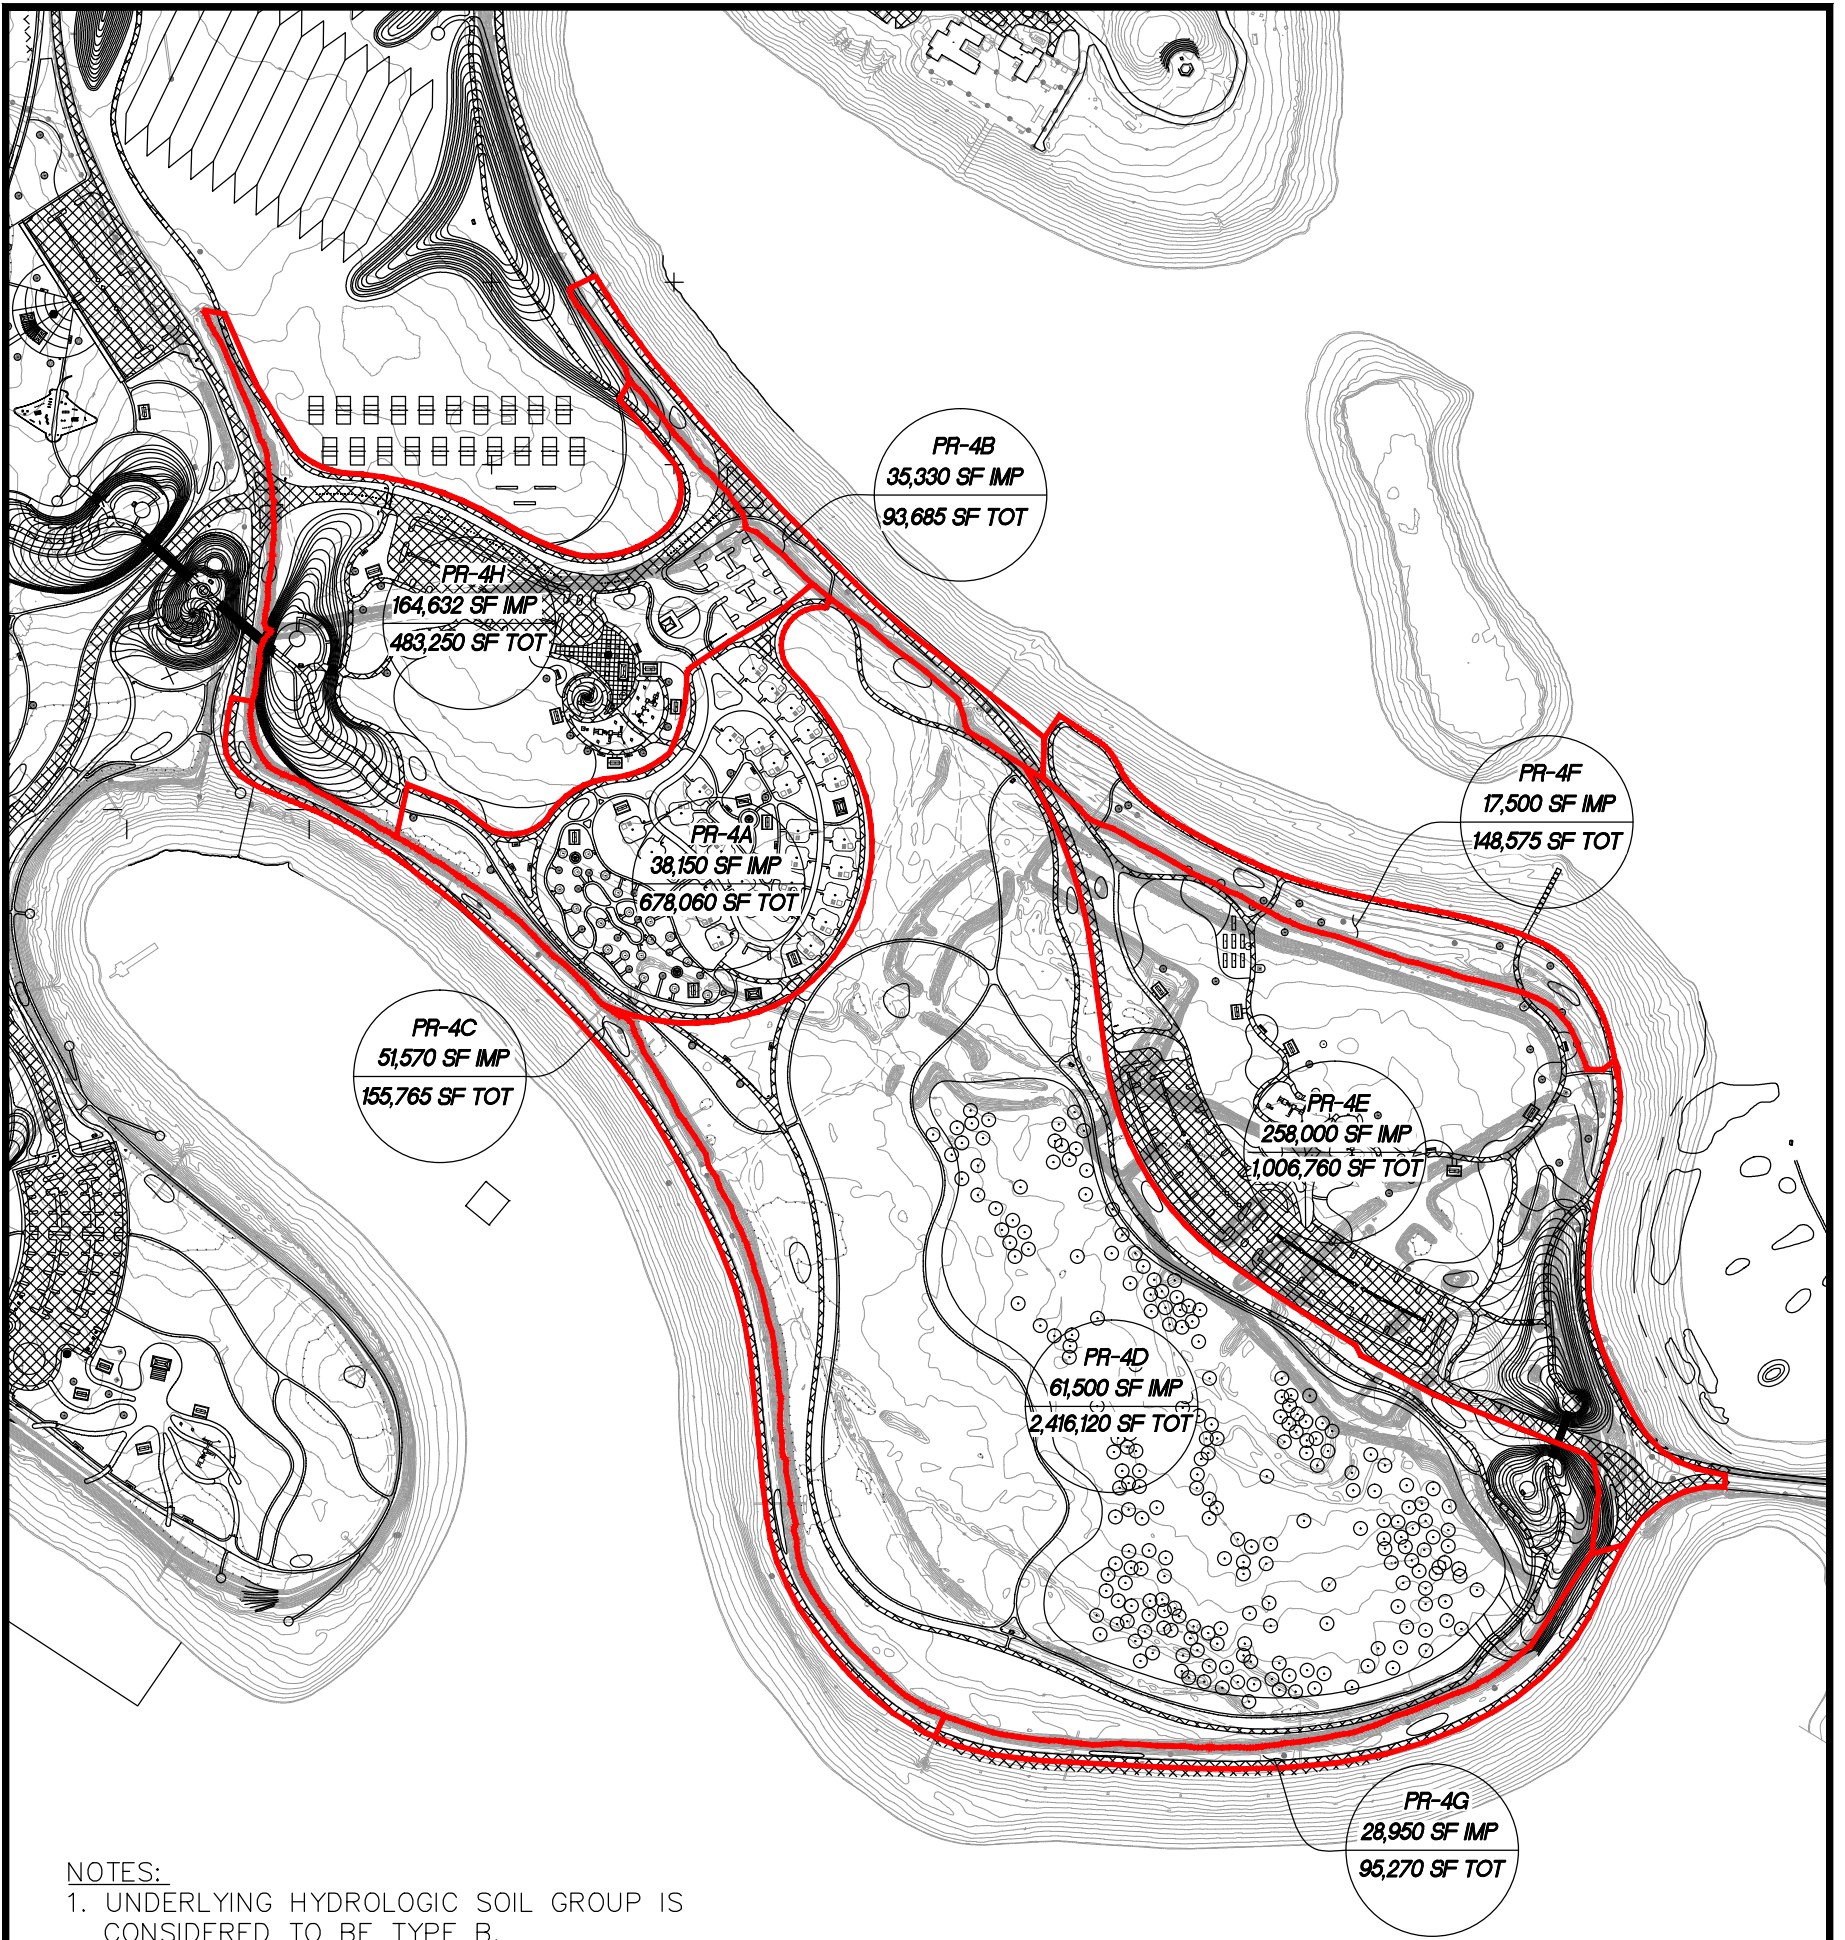 PR-4B
35,330 SF IMP
93,685 SF TOT
PR-4H
164,632 SF IMP
483,250 SF TOT
PR-4F
17,500 SF IMP
148,575 SF TOT
PR-4A
38,150 SF IMP
678,060 SF TOT
PR-4C
51,570 SF IMP
155,765 SF TOT
PR-4E
258,000 SF IMP
1,006,760 SF TOT
PR-4D
61,500 SF IMP
2,416,120 SF TOT
PR-4G
28,950 SF IMP
95,270 SF TOT
NOTES:
1. UNDERLYING HYDROLOGIC SOIL GROUP IS
CONSIDERED TO BE TYPE B.